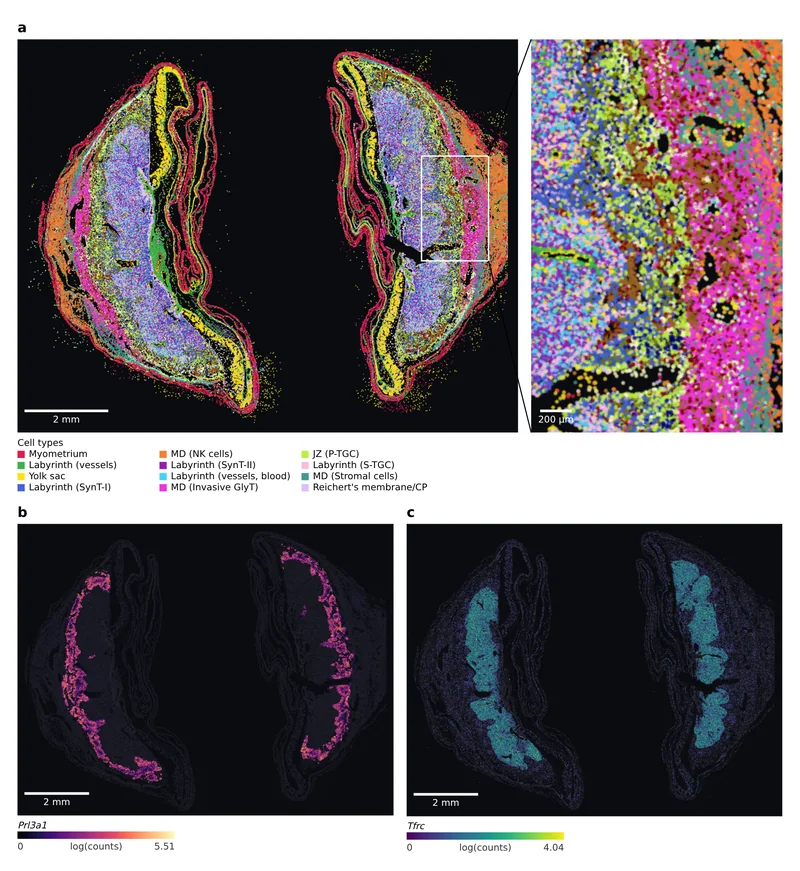 a
2 mm
200 µm
Cell types
Myometrium
Labyrinth (vessels)
Yolk sac
Labyrinth (SynT-I)
MD (NK cells)
Labyrinth (SynT-II)
Labyrinth (vessels, blood)
MD (Invasive GlyT)
JZ (P-TGC)
Labyrinth (S-TGC)
MD (Stromal cells)
Reichert's membrane/CP
b
c
2 mm
2 mm
Prl3a1
0 log(counts) 5.51
Tfrc
0 log(counts) 4.04